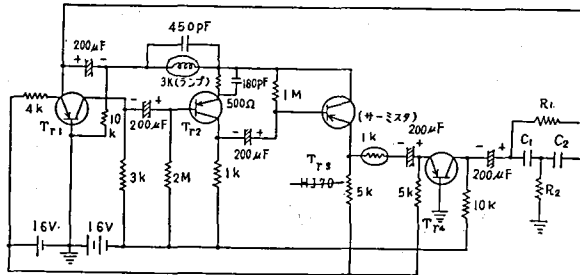 450PF
200μF
+ -
3K(ランプ)
180PF
500Ω
1M
(サーミスタ)
200μF
R1
4k
Tr1
10
k
- +
200μF
Tr2
- +
200μF
1k
- +
- +
200μF
C1
C2
Tr3
HJ70
3k
2M
1k
5k
5k
Tr4
10k
R2
16V
16V